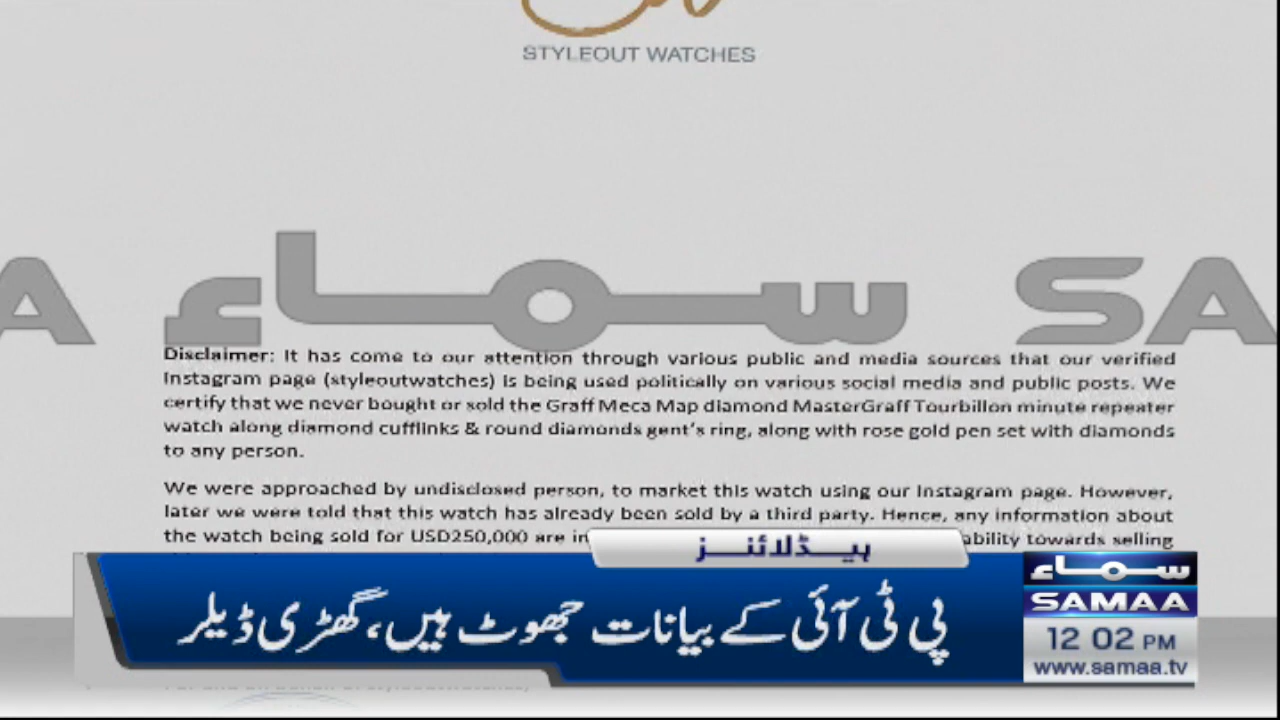 STYLEOUT WATCHES
سماء SA
Disclaimer: It has come to our attention through various public and media sources that our verified
Instagram page (styleoutwatches) is being used politically on various social media and public posts. We
certify that we never bought or sold the Graff Meca Map diamond MasterGraff Tourbillon minute repeater
watch along diamond cufflinks & round diamonds gent's ring, along with rose gold pen set with diamonds
to any person.
We were approached by undisclosed person, to market this watch using our Instagram page. However,
later we were told that this watch has already been sold by a third party. Hence, any information about
the watch being sold for USD250,000 are in ability towards selling
ہیڈلائنز
پی ٹی آئی کے بیانات جھوٹ ہیں، گھڑی ڈیلر
سماء
SAMAA
12 02 PM
www.samaa.tv